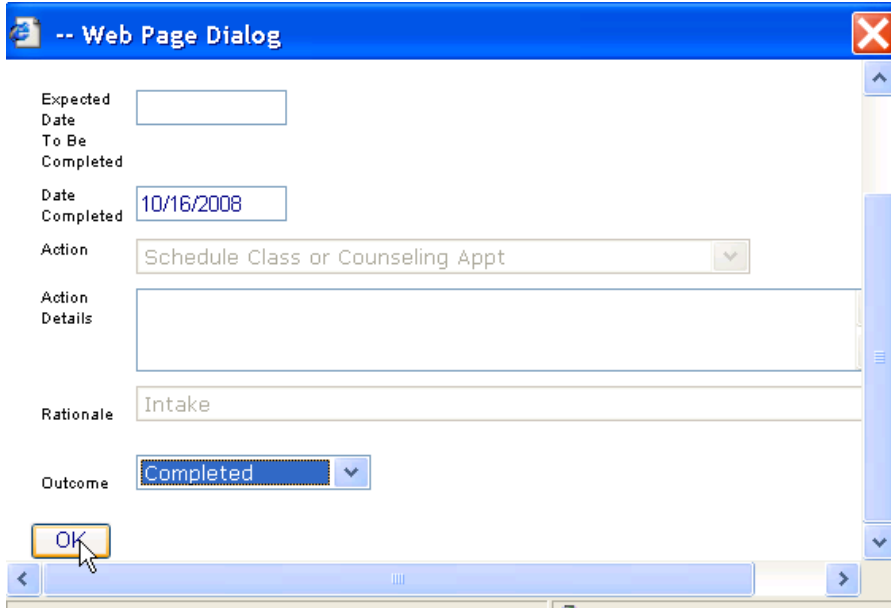 -- Web Page Dialog
Expected
Date
To Be
Completed
Date
Completed
10/16/2008
Action
Schedule Class or Counseling Appt
Action
Details
Rationale
Intake
Outcome
Completed
OK